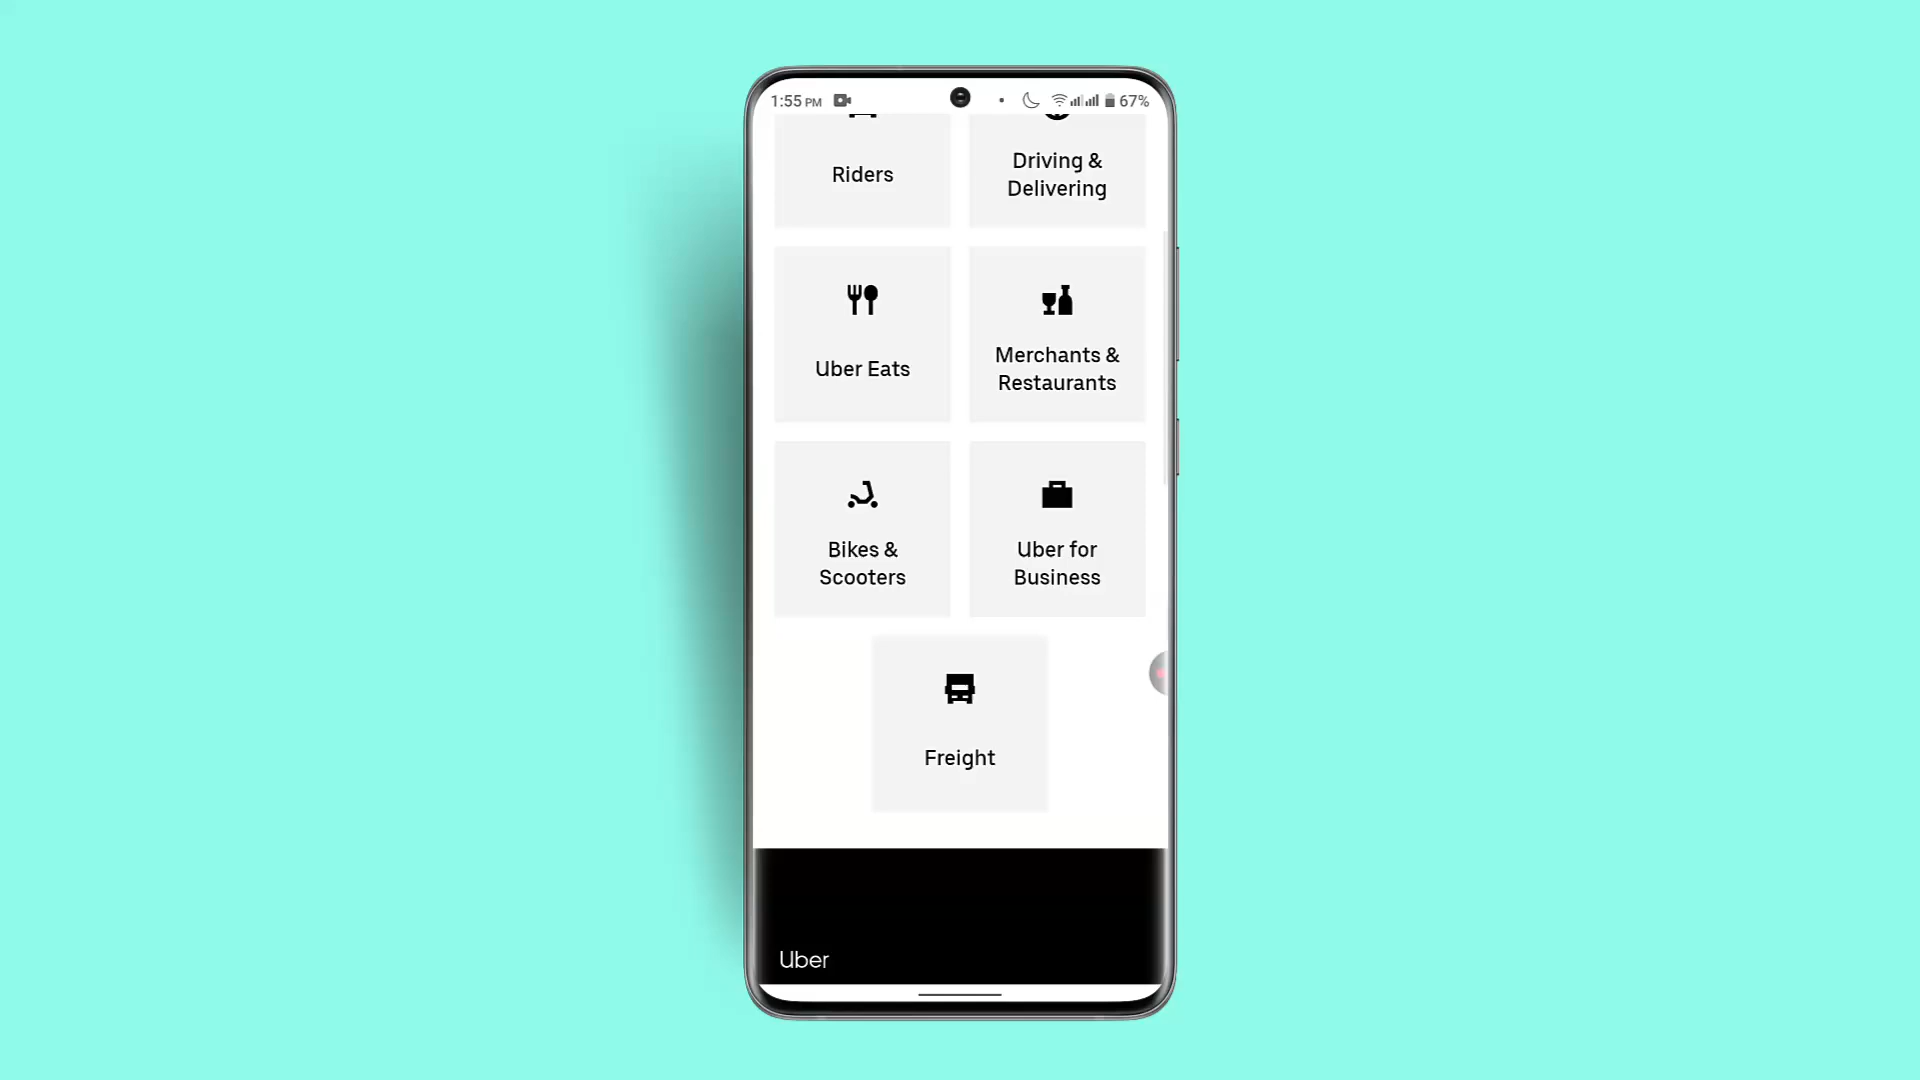 1:55 PM
67%
Riders
Driving &
Delivering
Uber Eats
Merchants &
Restaurants
Bikes &
Scooters
Uber for
Business
Freight
Uber